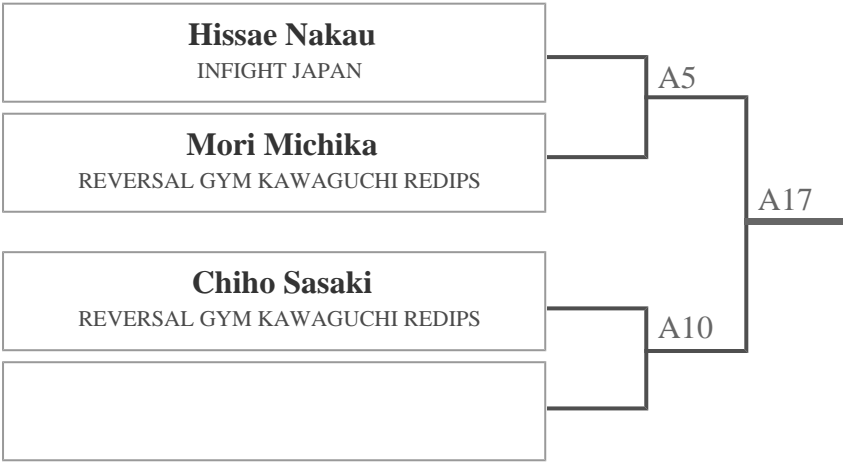 Hissae Nakau
INFIGHT JAPAN
A5
Mori Michika
REVERSAL GYM KAWAGUCHI REDIPS
A17
Chiho Sasaki
REVERSAL GYM KAWAGUCHI REDIPS
A10